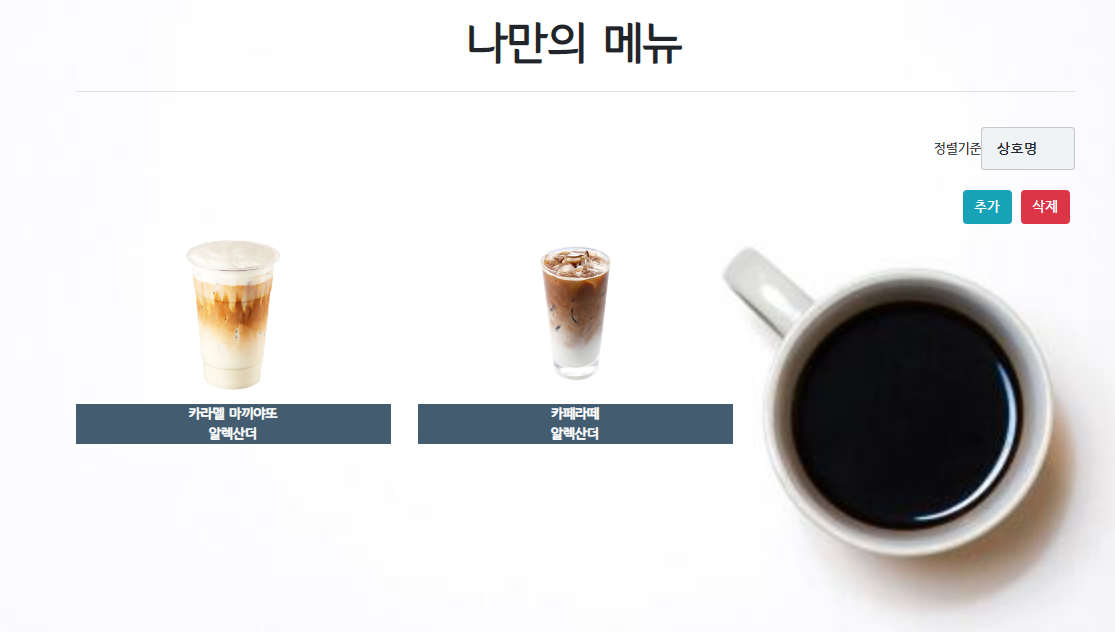 나만의 메뉴
정렬기준 상호명
추가 삭제
카라멜 마끼야또
알렉산더
카페라떼
알렉산더